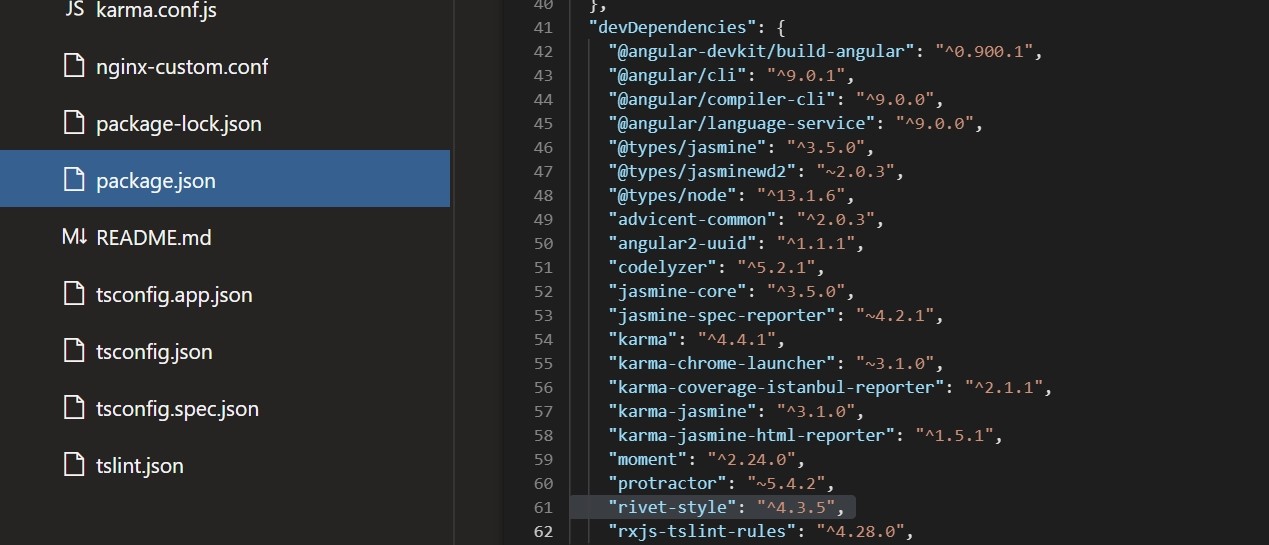 JS karma.conf.js
nginx-custom.conf
package-lock.json
package.json
M↓ README.md
tsconfig.app.json
tsconfig.json
tsconfig.spec.json
tslint.json
40 },
41 "devDependencies": {
42 "@angular-devkit/build-angular": "^0.900.1",
43 "@angular/cli": "^9.0.1",
44 "@angular/compiler-cli": "^9.0.0",
45 "@angular/language-service": "^9.0.0",
46 "@types/jasmine": "^3.5.0",
47 "@types/jasminewd2": "~2.0.3",
48 "@types/node": "^13.1.6",
49 "advicent-common": "^2.0.3",
50 "angular2-uuid": "^1.1.1",
51 "codelyzer": "^5.2.1",
52 "jasmine-core": "^3.5.0",
53 "jasmine-spec-reporter": "~4.2.1",
54 "karma": "^4.4.1",
55 "karma-chrome-launcher": "~3.1.0",
56 "karma-coverage-istanbul-reporter": "^2.1.1",
57 "karma-jasmine": "^3.1.0",
58 "karma-jasmine-html-reporter": "^1.5.1",
59 "moment": "^2.24.0",
60 "protractor": "~5.4.2",
61 "rivet-style": "^4.3.5",
62 "rxjs-tslint-rules": "^4.28.0",